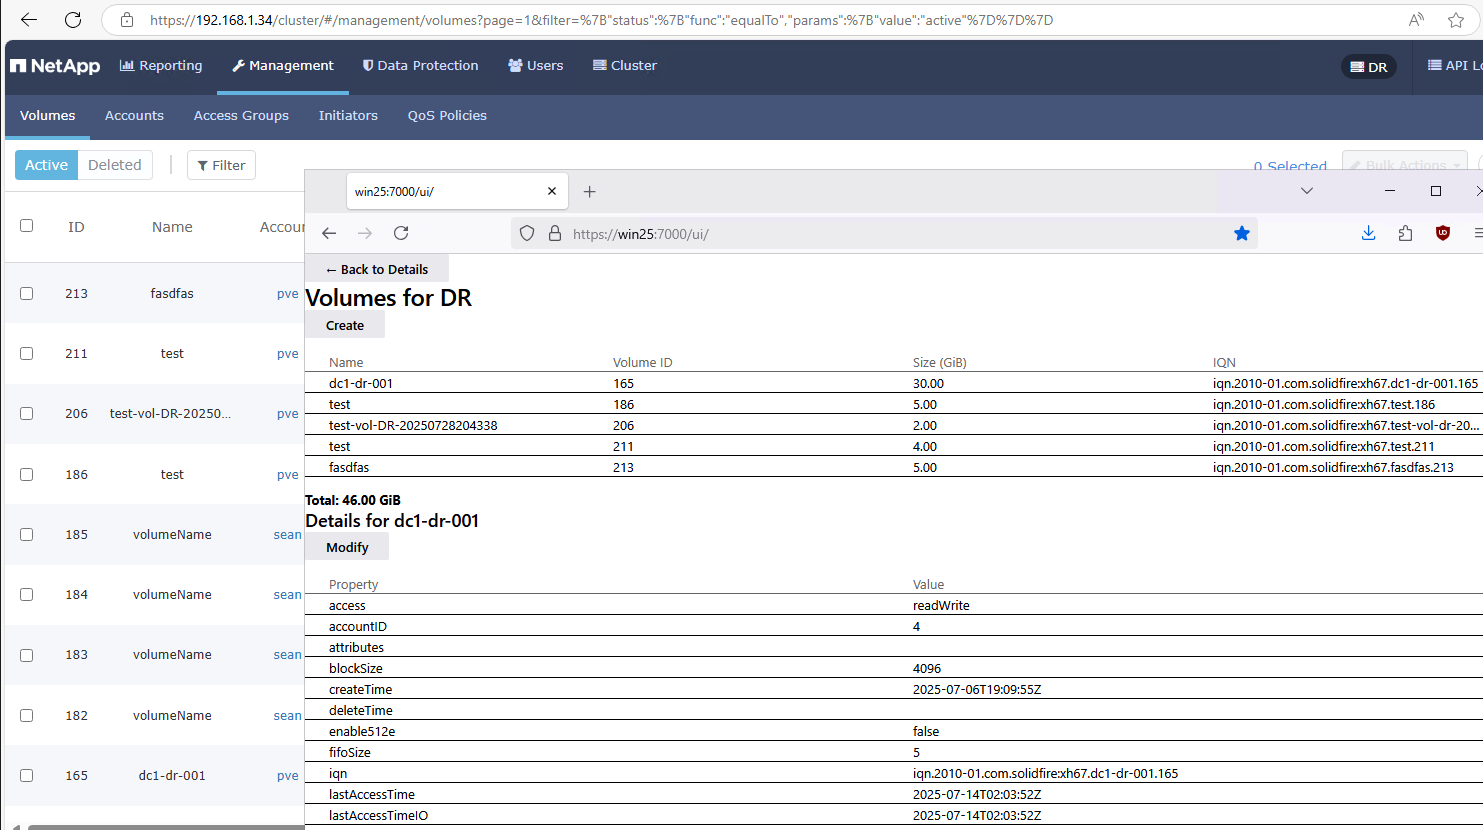 https://192.168.1.34/cluster/#/management/volumes?page=1&filter=%7B"status":%7B"func":"equalTo","params":%7B"value":"active"%7D%7D%7D
NetApp Reporting Management Data Protection Users Cluster DR API Lo
Volumes Accounts Access Groups Initiators QoS Policies
Active Deleted Filter 0 Selected Bulk Actions
ID Name Accour
213 fasdfas pve
211 test pve
206 test-vol-DR-20250... pve
186 test pve
185 volumeName sean
184 volumeName sean
183 volumeName sean
182 volumeName sean
165 dc1-dr-001 pve
win25:7000/ui/
https://win25:7000/ui/
← Back to Details
Volumes for DR
Create
Name Volume ID Size (GiB) IQN
dc1-dr-001 165 30.00 iqn.2010-01.com.solidfire:xh67.dc1-dr-001.165
test 186 5.00 iqn.2010-01.com.solidfire:xh67.test.186
test-vol-DR-20250728204338 206 2.00 iqn.2010-01.com.solidfire:xh67.test-vol-dr-20...
test 211 4.00 iqn.2010-01.com.solidfire:xh67.test.211
fasdfas 213 5.00 iqn.2010-01.com.solidfire:xh67.fasdfas.213
Total: 46.00 GiB
Details for dc1-dr-001
Modify
Property Value
access readWrite
accountID 4
attributes
blockSize 4096
createTime 2025-07-06T19:09:55Z
deleteTime
enable512e false
fifoSize 5
iqn iqn.2010-01.com.solidfire:xh67.dc1-dr-001.165
lastAccessTime 2025-07-14T02:03:52Z
lastAccessTimeIO 2025-07-14T02:03:52Z